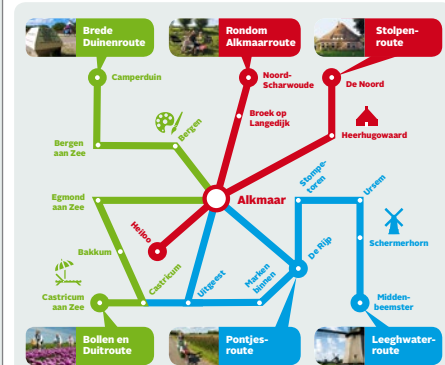 Brede
Duinenroute
Rondom
Alkmaarroute
Stolpen-
route
Camperduin
Noord-
Scharwoude
De Noord
Broek op
Langedijk
Bergen
Heerhugowaard
Bergen
aan Zee
Stompe-
toren
Ursem
Egmond
aan Zee
Alkmaar
Heiloo
Schermerhorn
Bakkum
De Rijp
Castricum
Uitgeest
Marken
binnen
Castricum
aan Zee
Midden-
beemster
Bollen en
Duitroute
Pontjes-
route
Leeghwater-
route